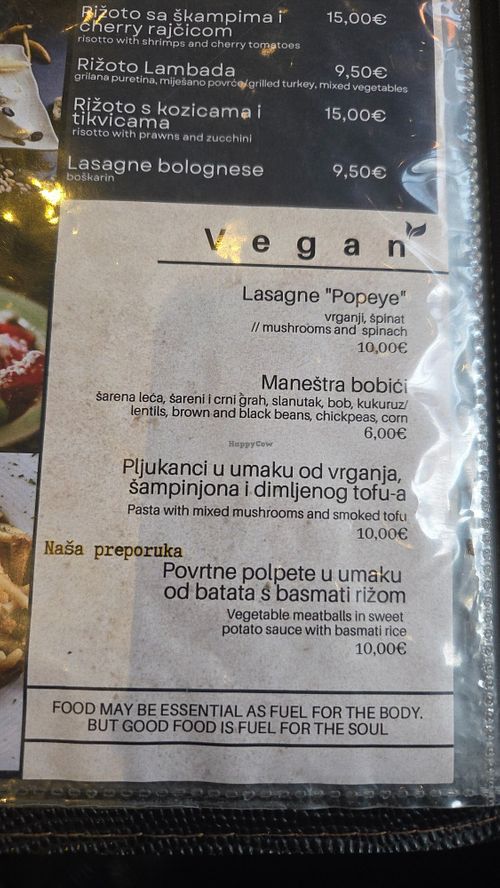 Rižoto sa škampima i
cherry rajčicom
15,00€
risotto with shrimps and cherry tomatoes
Rižoto Lambada
9,50€
grilana puretina, miješano povrće/grilled turkey, mixed vegetables
Rižoto s kozicama i
tikvicama
15,00€
risotto with prawns and zucchini
Lasagne bolognese
9,50€
boškarin
Vegan
Lasagne "Popeye"
vrganji, špinat
// mushrooms and spinach
10,00€
Maneštra bobići
šarena leća, šareni i crni grah, slanutak, bob, kukuruz/
lentils, brown and black beans, chickpeas, corn
6,00€
HappyCow
Pljukanci u umaku od vrganja,
šampinjona i dimljenog tofu-a
Pasta with mixed mushrooms and smoked tofu
10,00€
Naša preporuka
Povrtne polpete u umaku
od batata s basmati rižom
Vegetable meatballs in sweet
potato sauce with basmati rice
10,00€
FOOD MAY BE ESSENTIAL AS FUEL FOR THE BODY.
BUT GOOD FOOD IS FUEL FOR THE SOUL